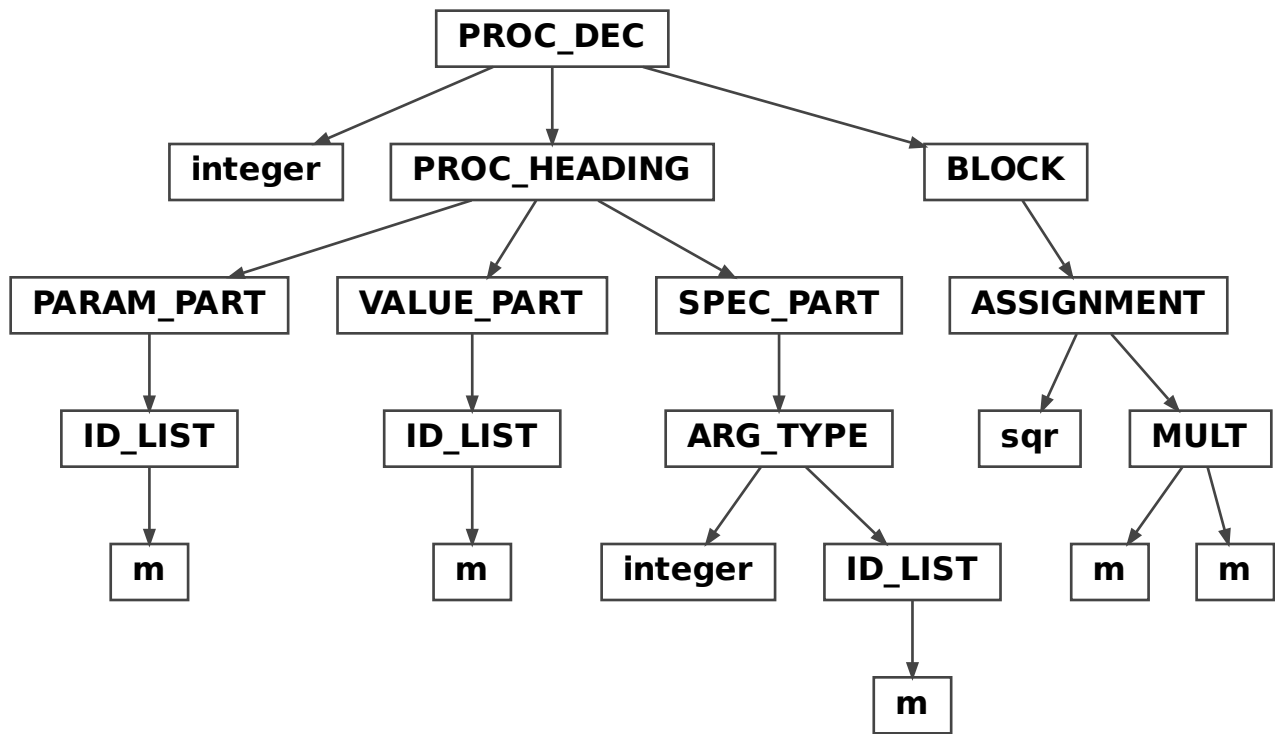 PROC_DEC
integer
PROC_HEADING
BLOCK
PARAM_PART
VALUE_PART
SPEC_PART
ASSIGNMENT
ID_LIST
ID_LIST
ARG_TYPE
sqr
MULT
m
m
integer
ID_LIST
m
m
m